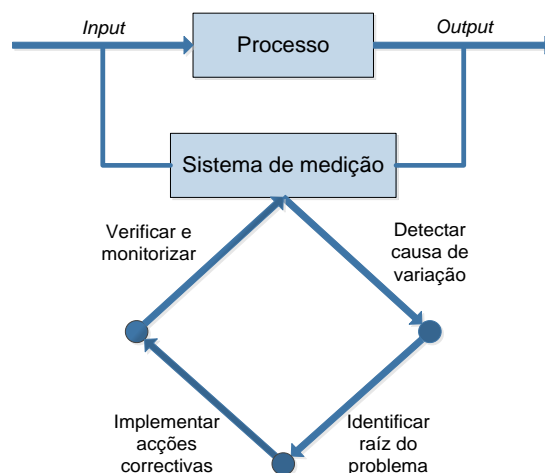 Input
Processo
Output
Sistema de medição
Verificar e
monitorizar
Detectar
causa de
variação
Implementar
acções
correctivas
Identificar
raíz do
problema